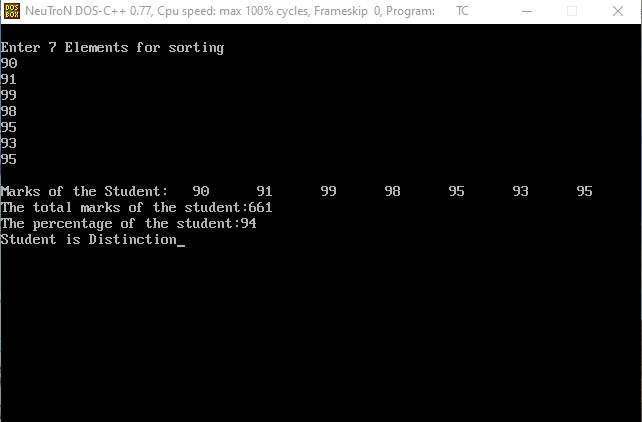 DOS
BOX
NeuTroN DOS-C++ 0.77, Cpu speed: max 100% cycles, Frameskip 0, Program: TC
Enter 7 Elements for sorting
90
91
99
98
95
93
95
Marks of the Student: 90 91 99 98 95 93 95
The total marks of the student:661
The percentage of the student:94
Student is Distinction_